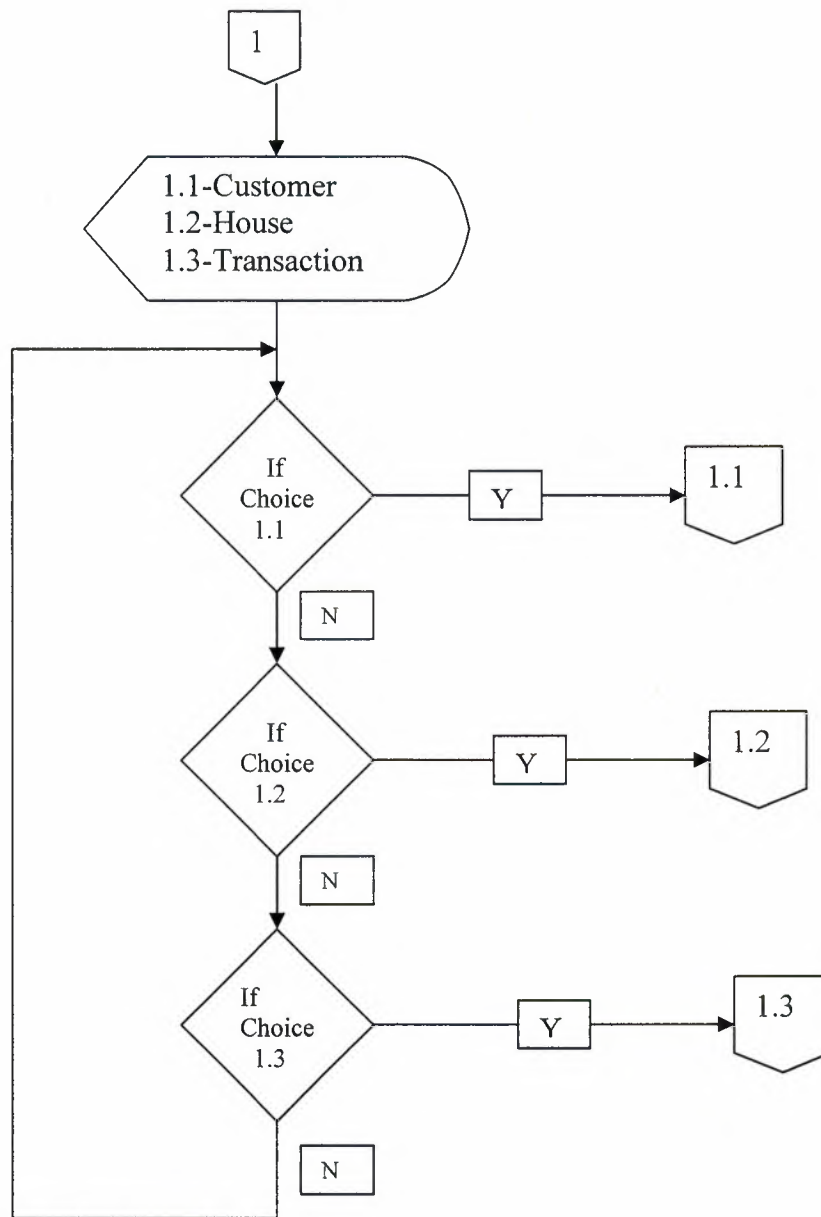 1
1.1-Customer
1.2-House
1.3-Transaction
If
Choice
1.1
Y
1.1
N
If
Choice
1.2
Y
1.2
N
If
Choice
1.3
Y
1.3
N